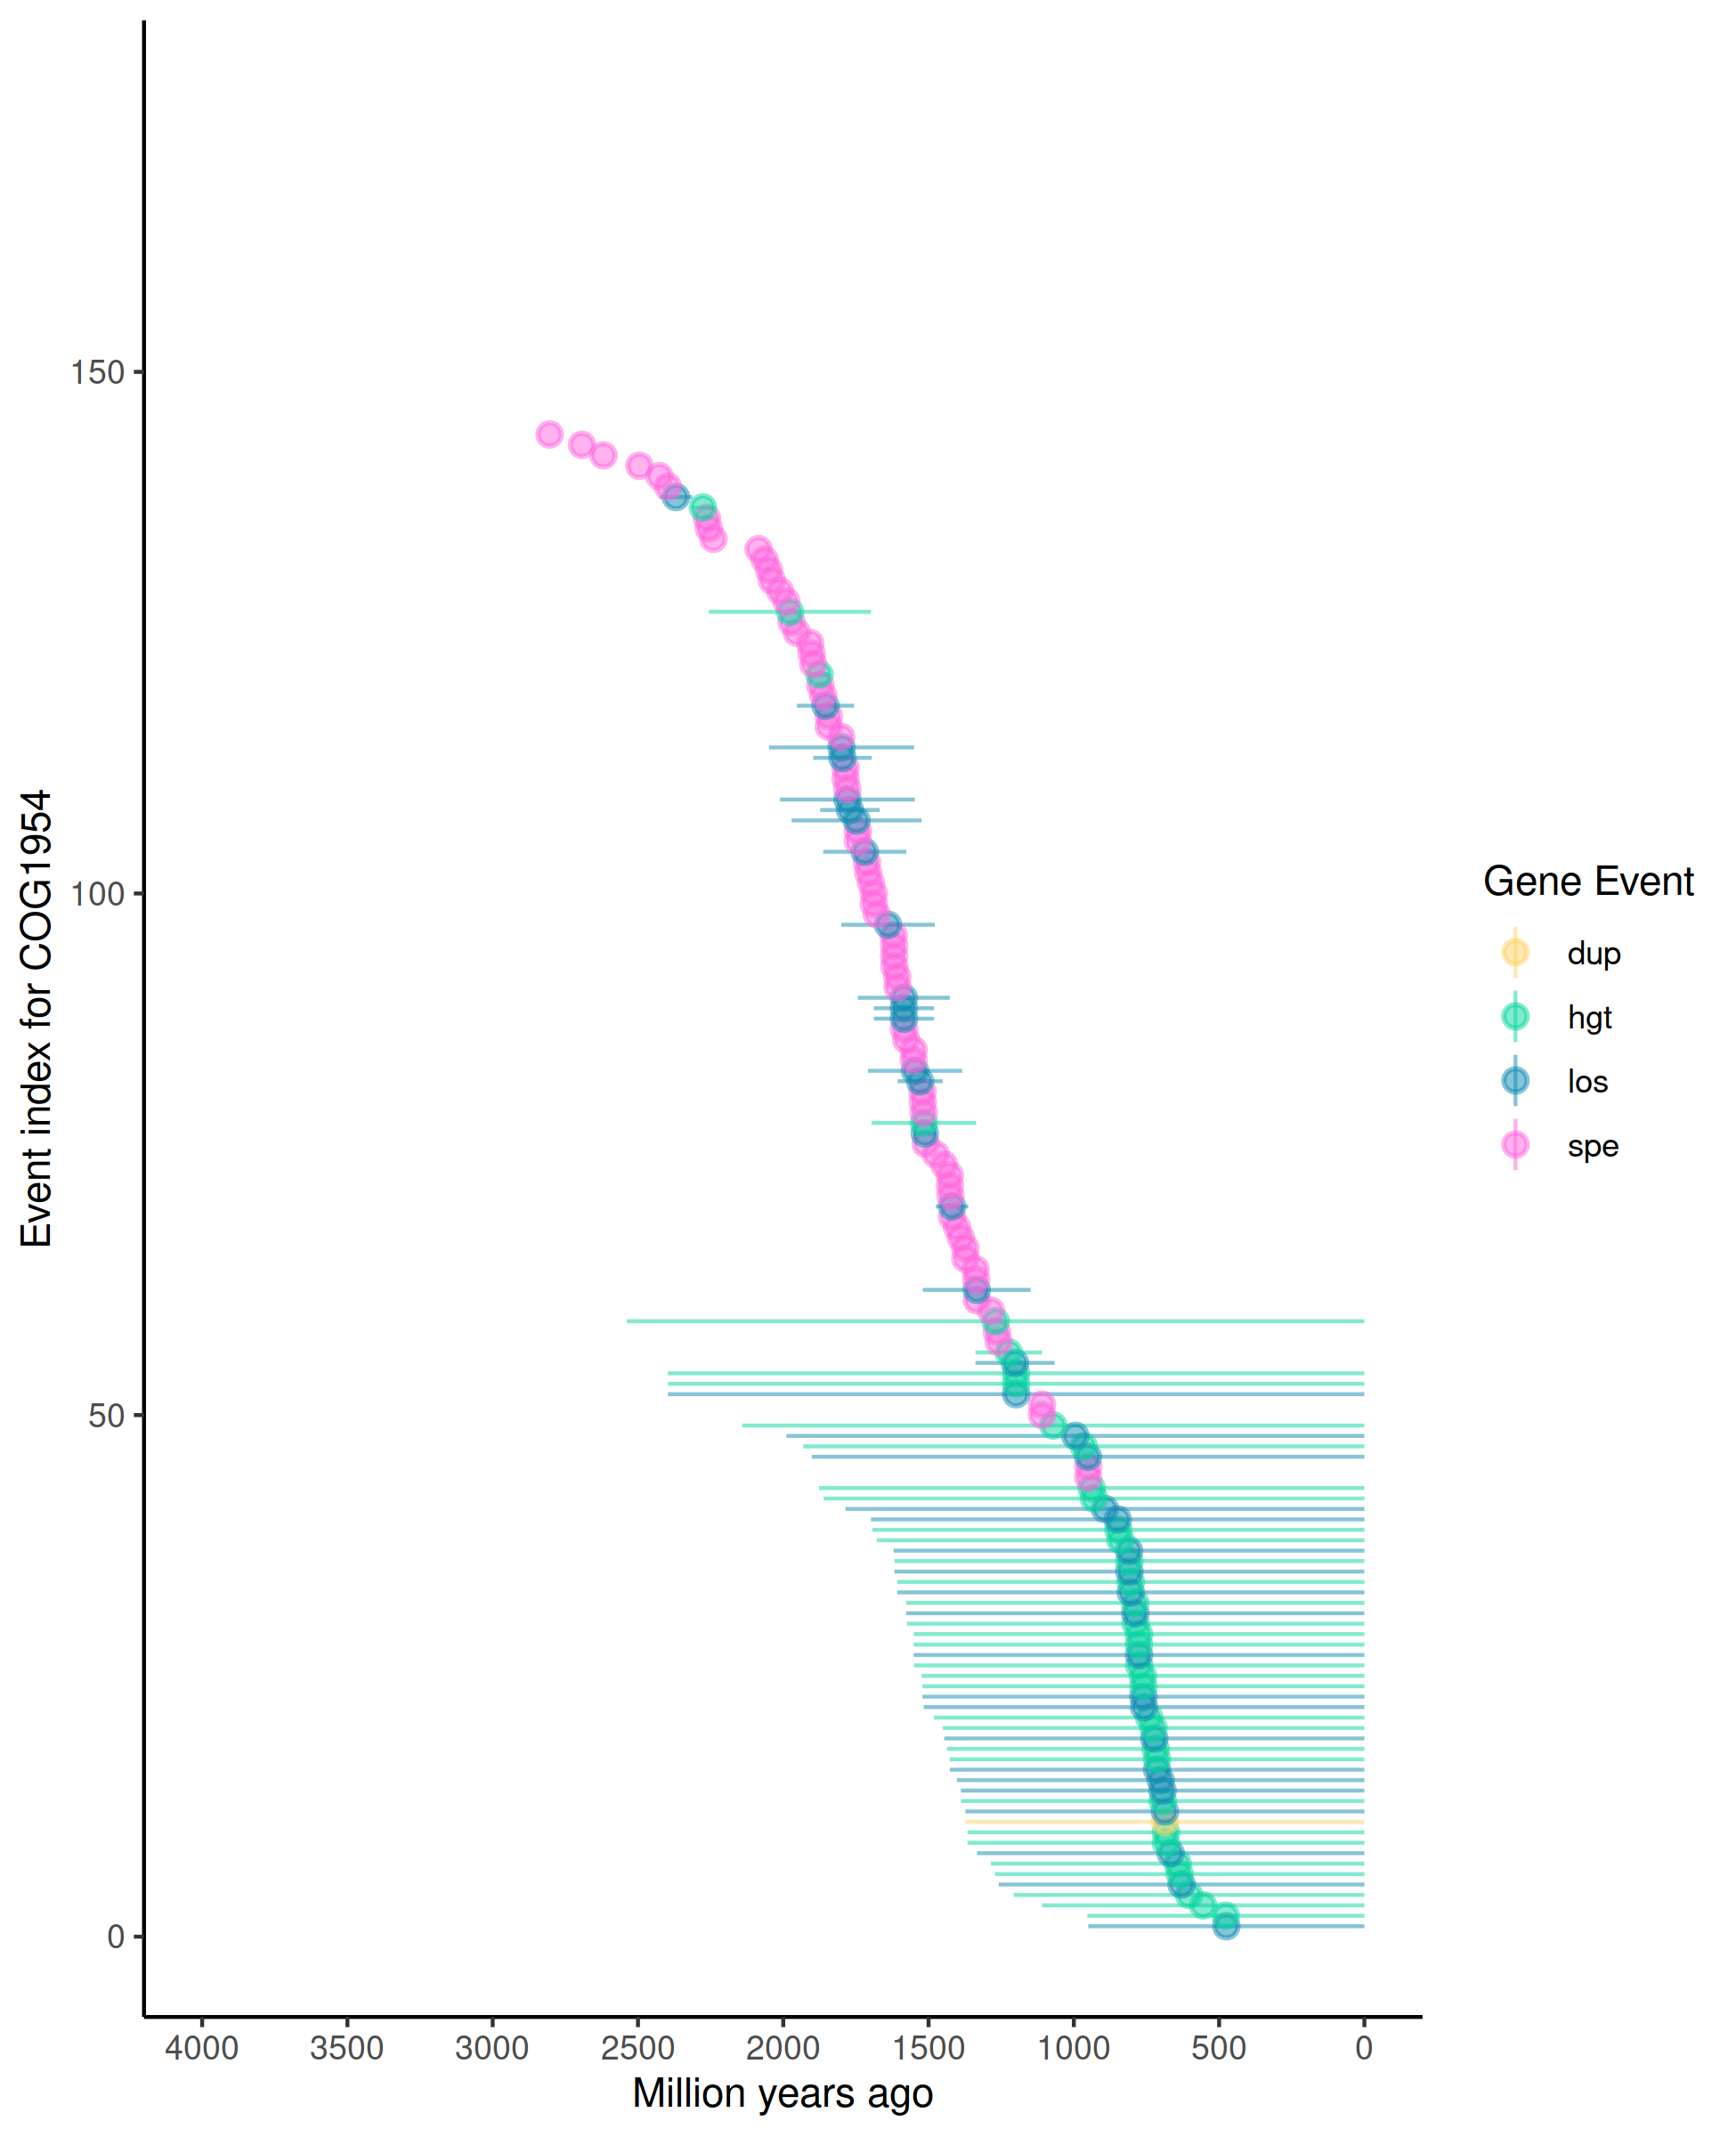 150
100
50
0
Event index for COG1954
4000 3500 3000 2500 2000 1500 1000 500 0
Million years ago
Gene Event
dup
hgt
los
spe